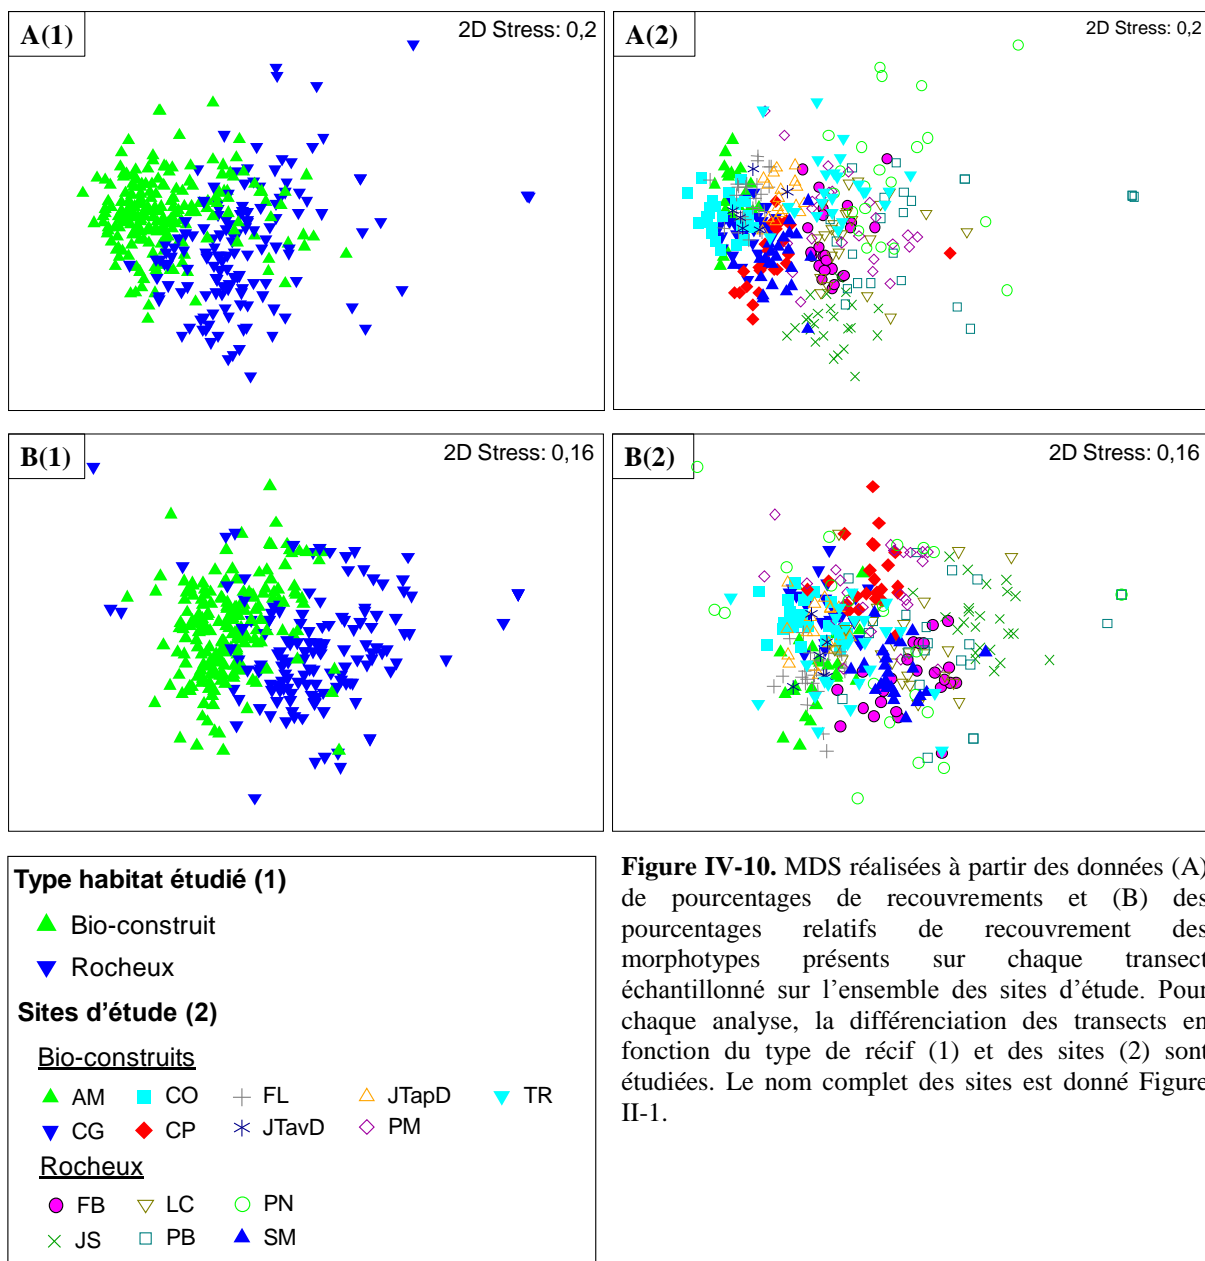 A(1)
2D Stress: 0,2
A(2)
2D Stress: 0,2
B(1)
2D Stress: 0,16
B(2)
2D Stress: 0,16
Type habitat étudié (1)
Bio-construit
Rocheux
Sites d'étude (2)
Bio-construits
AM CO FL JTapD TR
CG CP JTavD PM
Rocheux
FB LC PN
JS PB SM
Figure IV-10. MDS réalisées à partir des données (A)
de pourcentages de recouvrements et (B) des
pourcentages relatifs de recouvrement des
morphotypes présents sur chaque transect
échantillonné sur l'ensemble des sites d'étude. Pour
chaque analyse, la différenciation des transects en
fonction du type de récif (1) et des sites (2) sont
étudiées. Le nom complet des sites est donné Figure
II-1.